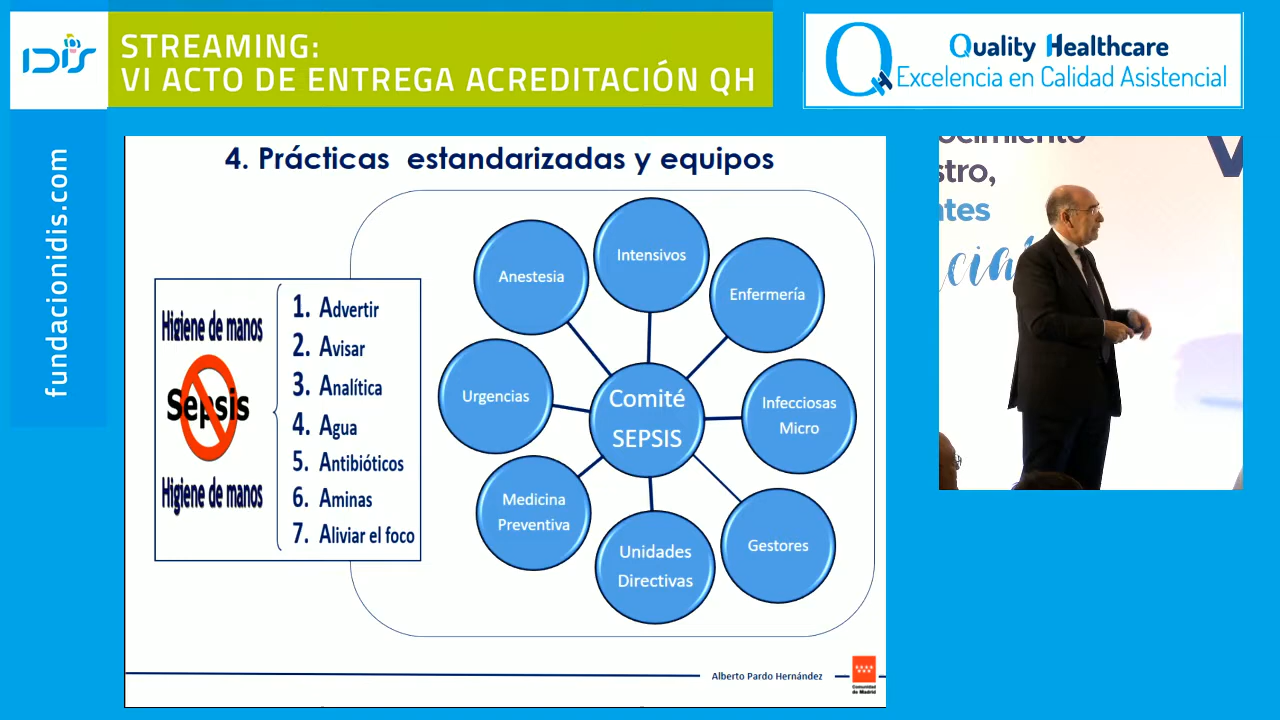 IDIS
STREAMING:
VI ACTO DE ENTREGA ACREDITACIÓN QH
Quality Healthcare
Excelencia en Calidad Asistencial
fundacionidis.com
4. Prácticas estandarizadas y equipos
Higiene de manos
Sepsis
Higiene de manos
1. Advertir
2. Avisar
3. Analítica
4. Agua
5. Antibióticos
6. Aminas
7. Aliviar el foco
Comité
SEPSIS
Intensivos
Enfermería
Infecciosas
Micro
Gestores
Unidades
Directivas
Medicina
Preventiva
Urgencias
Anestesia
Alberto Pardo Hernández
Comunidad
de Madrid
ocimiento
stro,
ntes
V